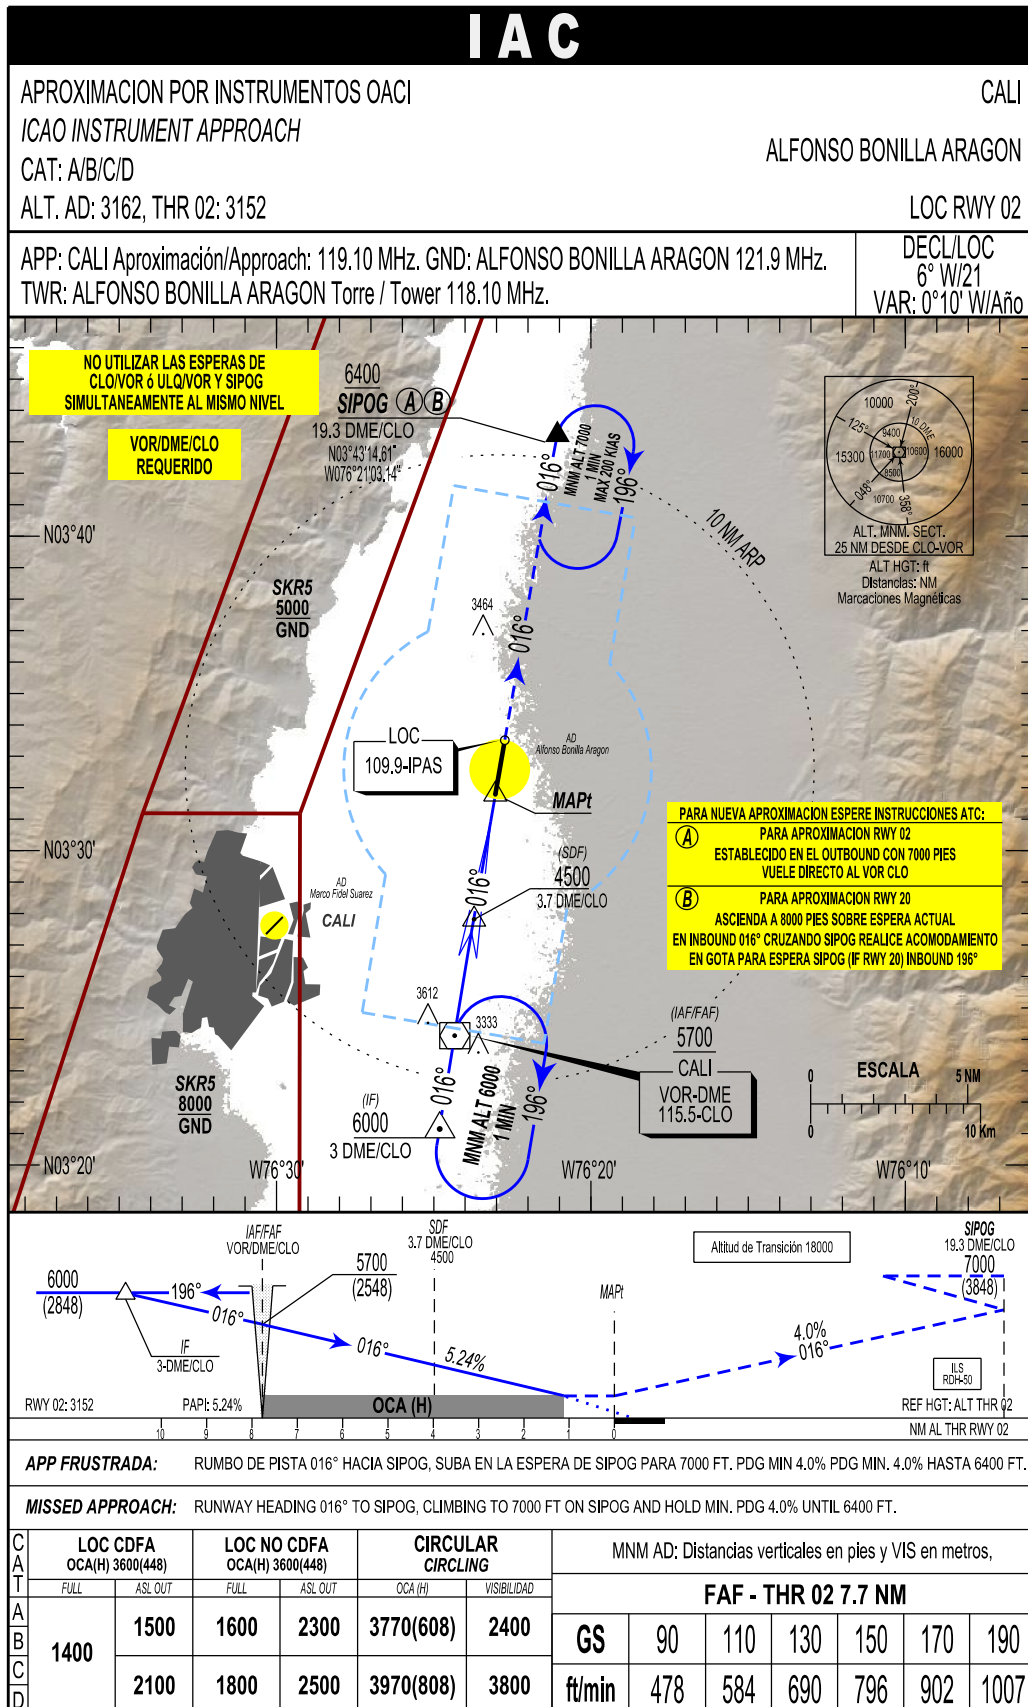 IAC
APROXIMACION POR INSTRUMENTOS OACI
ICAO INSTRUMENT APPROACH
CAT: A/B/C/D
ALT. AD: 3162, THR 02: 3152
CALI
ALFONSO BONILLA ARAGON
LOC RWY 02
APP: CALI Aproximación/Approach: 119.10 MHz. GND: ALFONSO BONILLA ARAGON 121.9 MHz.
TWR: ALFONSO BONILLA ARAGON Torre / Tower 118.10 MHz.
DECL/LOC
6° W/21
VAR: 0°10' W/Año
NO UTILIZAR LAS ESPERAS DE
CLO/VOR ó ULQ/VOR Y SIPOG
SIMULTANEAMENTE AL MISMO NIVEL
VOR/DME/CLO
REQUERIDO
6400
SIPOG A B
19.3 DME/CLO
N03°43'14.61"
W076°21'03.14"
016°
MNM ALT 7000
1 MIN
MAX 200 KIAS
196°
10 NM ARP
10000
200°
125°
10 DME
9400
15300
11700
10600
16000
8500
048°
10700
358°
ALT. MNM. SECT.
25 NM DESDE CLO-VOR
ALT HGT: ft
Distancias: NM
Marcaciones Magnéticas
N03°40'
SKR5
5000
GND
3464
016°
LOC
109.9-IPAS
AD
Alfonso Bonilla Aragon
MAPt
PARA NUEVA APROXIMACION ESPERE INSTRUCCIONES ATC:
A PARA APROXIMACION RWY 02
ESTABLECIDO EN EL OUTBOUND CON 7000 PIES
VUELE DIRECTO AL VOR CLO
B PARA APROXIMACION RWY 20
ASCIENDA A 8000 PIES SOBRE ESPERA ACTUAL
EN INBOUND 016° CRUZANDO SIPOG REALICE ACOMODAMIENTO
EN GOTA PARA ESPERA SIPOG (IF RWY 20) INBOUND 196°
N03°30'
(SDF)
4500
3.7 DME/CLO
016°
AD
Marco Fidel Suarez
CALI
3612
3333
(IAF/FAF)
5700
CALI
VOR-DME
115.5-CLO
SKR5
8000
GND
016°
(IF)
6000
3 DME/CLO
MNM ALT 6000
1 MIN
196°
ESCALA
0
5 NM
0
10 Km
N03°20'
W76°30'
W76°20'
W76°10'
IAF/FAF
VOR/DME/CLO
SDF
3.7 DME/CLO
4500
Altitud de Transición 18000
SIPOG
19.3 DME/CLO
7000
(3848)
6000
(2848)
196°
5700
(2548)
MAPt
016°
016°
5.24%
4.0%
016°
IF
3-DME/CLO
ILS
RDH-50
RWY 02: 3152
PAPI: 5.24%
OCA (H)
REF HGT: ALT THR 02
10 9 8 7 6 5 4 3 2 1 0
NM AL THR RWY 02
APP FRUSTRADA: RUMBO DE PISTA 016° HACIA SIPOG, SUBA EN LA ESPERA DE SIPOG PARA 7000 FT. PDG MIN 4.0% PDG MIN. 4.0% HASTA 6400 FT.
MISSED APPROACH: RUNWAY HEADING 016° TO SIPOG, CLIMBING TO 7000 FT ON SIPOG AND HOLD MIN. PDG 4.0% UNTIL 6400 FT.
CAT
LOC CDFA
OCA(H) 3600(448)
LOC NO CDFA
OCA(H) 3600(448)
CIRCULAR
CIRCLING
MNM AD: Distancias verticales en pies y VIS en metros,
FULL ASL OUT FULL ASL OUT OCA (H) VISIBILIDAD
FAF - THR 02 7.7 NM
A
B
C
D
1400
1500 1600 2300 3770(608) 2400
2100 1800 2500 3970(808) 3800
GS 90 110 130 150 170 190
ft/min 478 584 690 796 902 1007